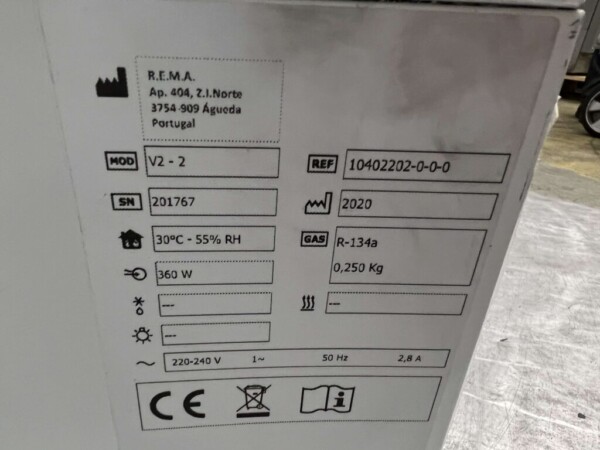 R.E.M.A.
Ap. 404, Z.I.Norte
3754-909 Águeda
Portugal
MOD V2 - 2
REF 10402202-0-0-0
SN 201767
2020
30ºC - 55% RH
GAS R-134a
0,250 Kg
360 W
---
---
---
220-240 V 1~ 50 Hz 2,8 A
CE